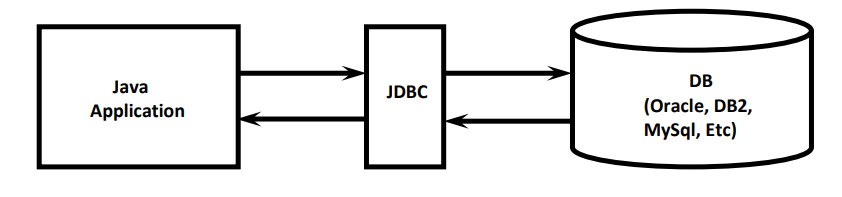 Java
Application
JDBC
DB
(Oracle, DB2,
MySql, Etc)